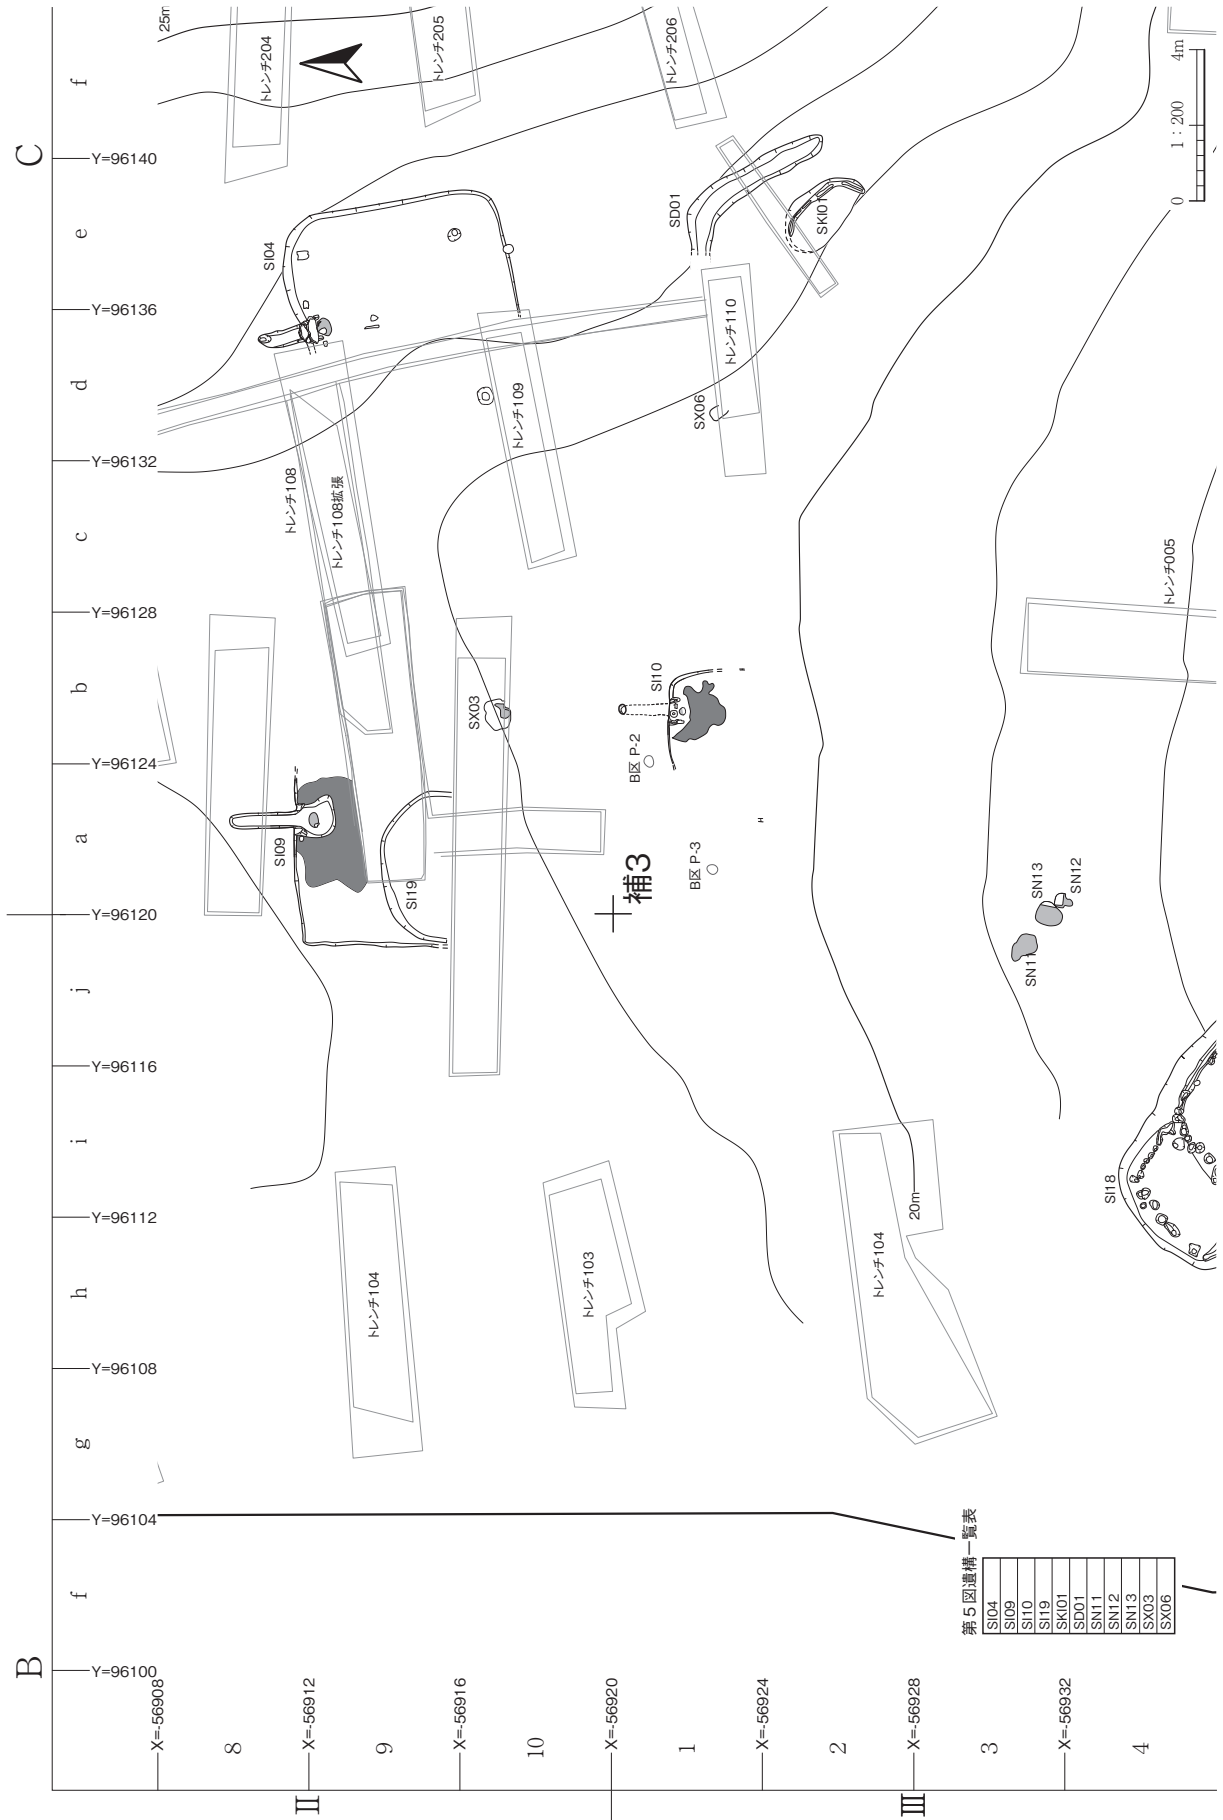 B
C
f
g
h
i
j
a
b
c
d
e
f
Y=96100
Y=96104
Y=96108
Y=96112
Y=96116
Y=96120
Y=96124
Y=96128
Y=96132
Y=96136
Y=96140
Ⅱ
Ⅲ
8
9
10
1
2
3
4
X=-56908
X=-56912
X=-56916
X=-56920
X=-56924
X=-56928
X=-56932
25m
トレンチ204
トレンチ205
トレンチ206
SI04
SD01
SKI01
トレンチ110
SX06
トレンチ109
トレンチ108
トレンチ108拡張
トレンチ005
SX03
SI10
B区 P-2
B区 P-3
SI09
SI19
補3
SN13
SN12
SN11
SI18
20m
トレンチ104
トレンチ103
トレンチ104
第5図遺構一覧表
SI04
SI09
SI10
SI19
SKI01
SD01
SN11
SN12
SN13
SX03
SX06
0 1：200 4m